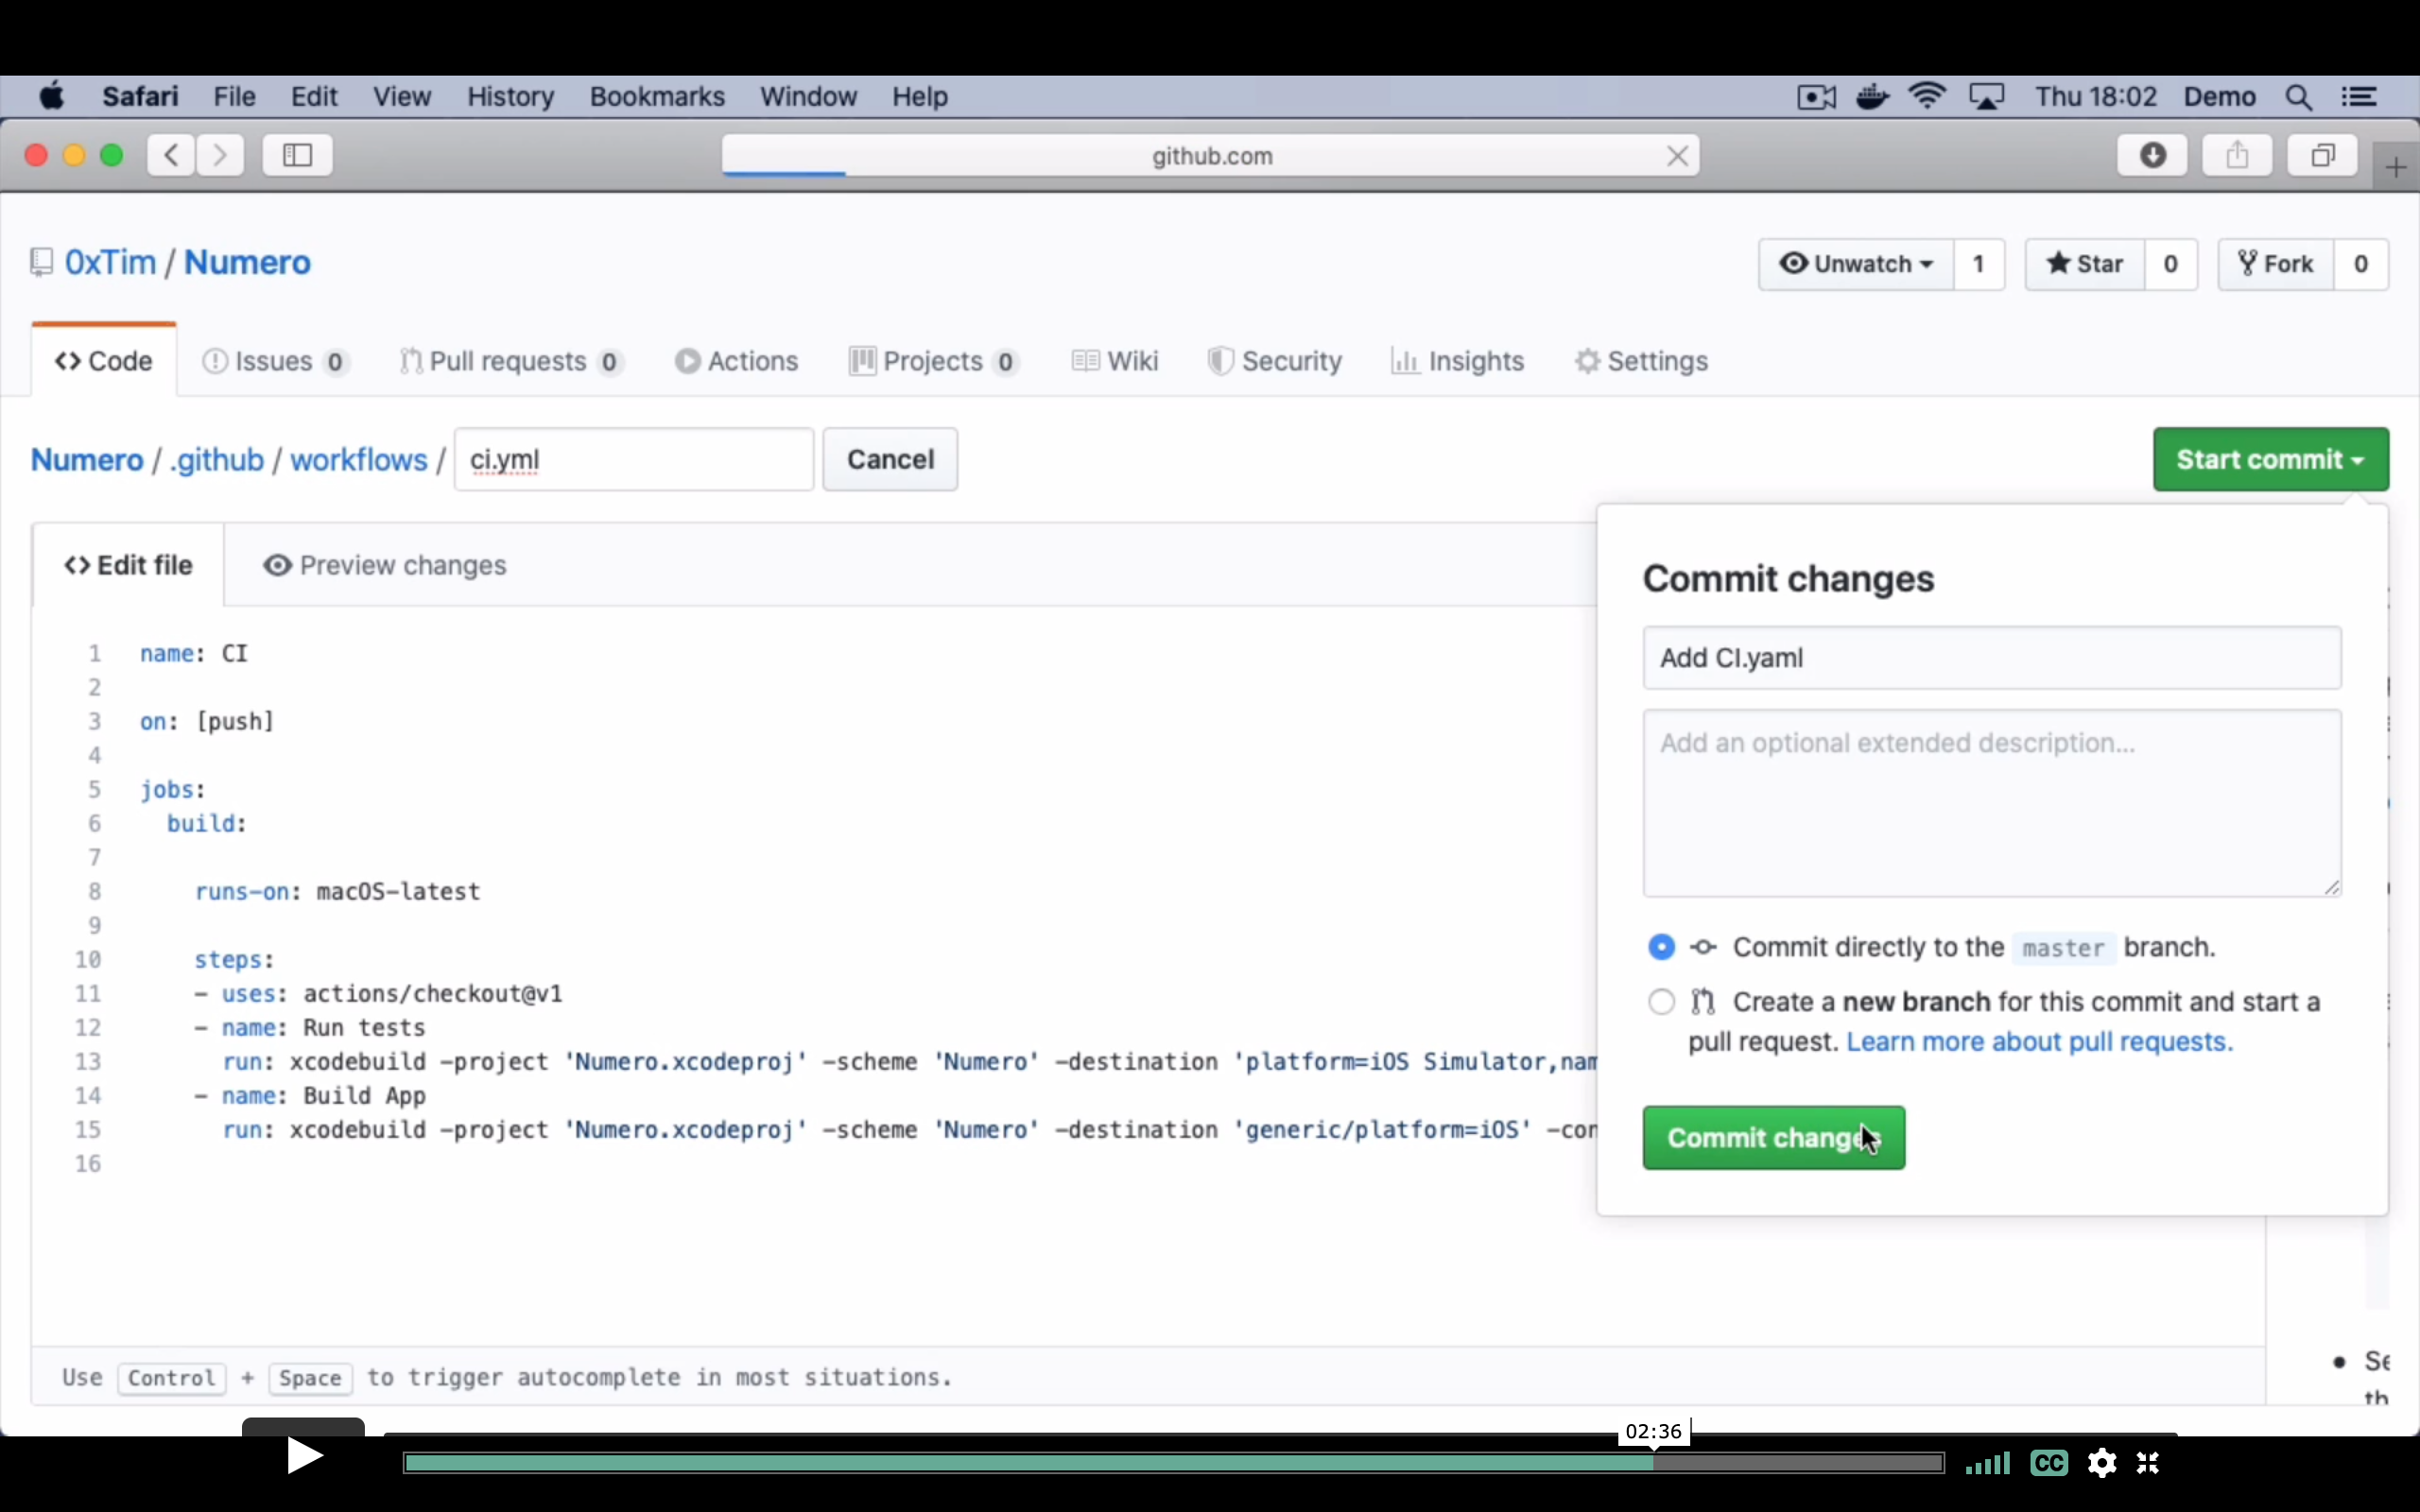 Safari File Edit View History Bookmarks Window Help Thu 18:02 Demo
github.com
0xTim / Numero
Unwatch 1 Star 0 Fork 0
Code Issues 0 Pull requests 0 Actions Projects 0 Wiki Security Insights Settings
Numero / .github / workflows / ci.yml Cancel Start commit
Edit file Preview changes
1 name: CI
2
3 on: [push]
4
5 jobs:
6 build:
7
8 runs-on: macOS-latest
9
10 steps:
11 - uses: actions/checkout@v1
12 - name: Run tests
13 run: xcodebuild -project 'Numero.xcodeproj' -scheme 'Numero' -destination 'platform=iOS Simulator,nam
14 - name: Build App
15 run: xcodebuild -project 'Numero.xcodeproj' -scheme 'Numero' -destination 'generic/platform=iOS' -con
16
Commit changes
Add CI.yaml
Add an optional extended description...
Commit directly to the master branch.
Create a new branch for this commit and start a
pull request. Learn more about pull requests.
Commit changes
Use Control + Space to trigger autocomplete in most situations.
Se
th
02:36
CC